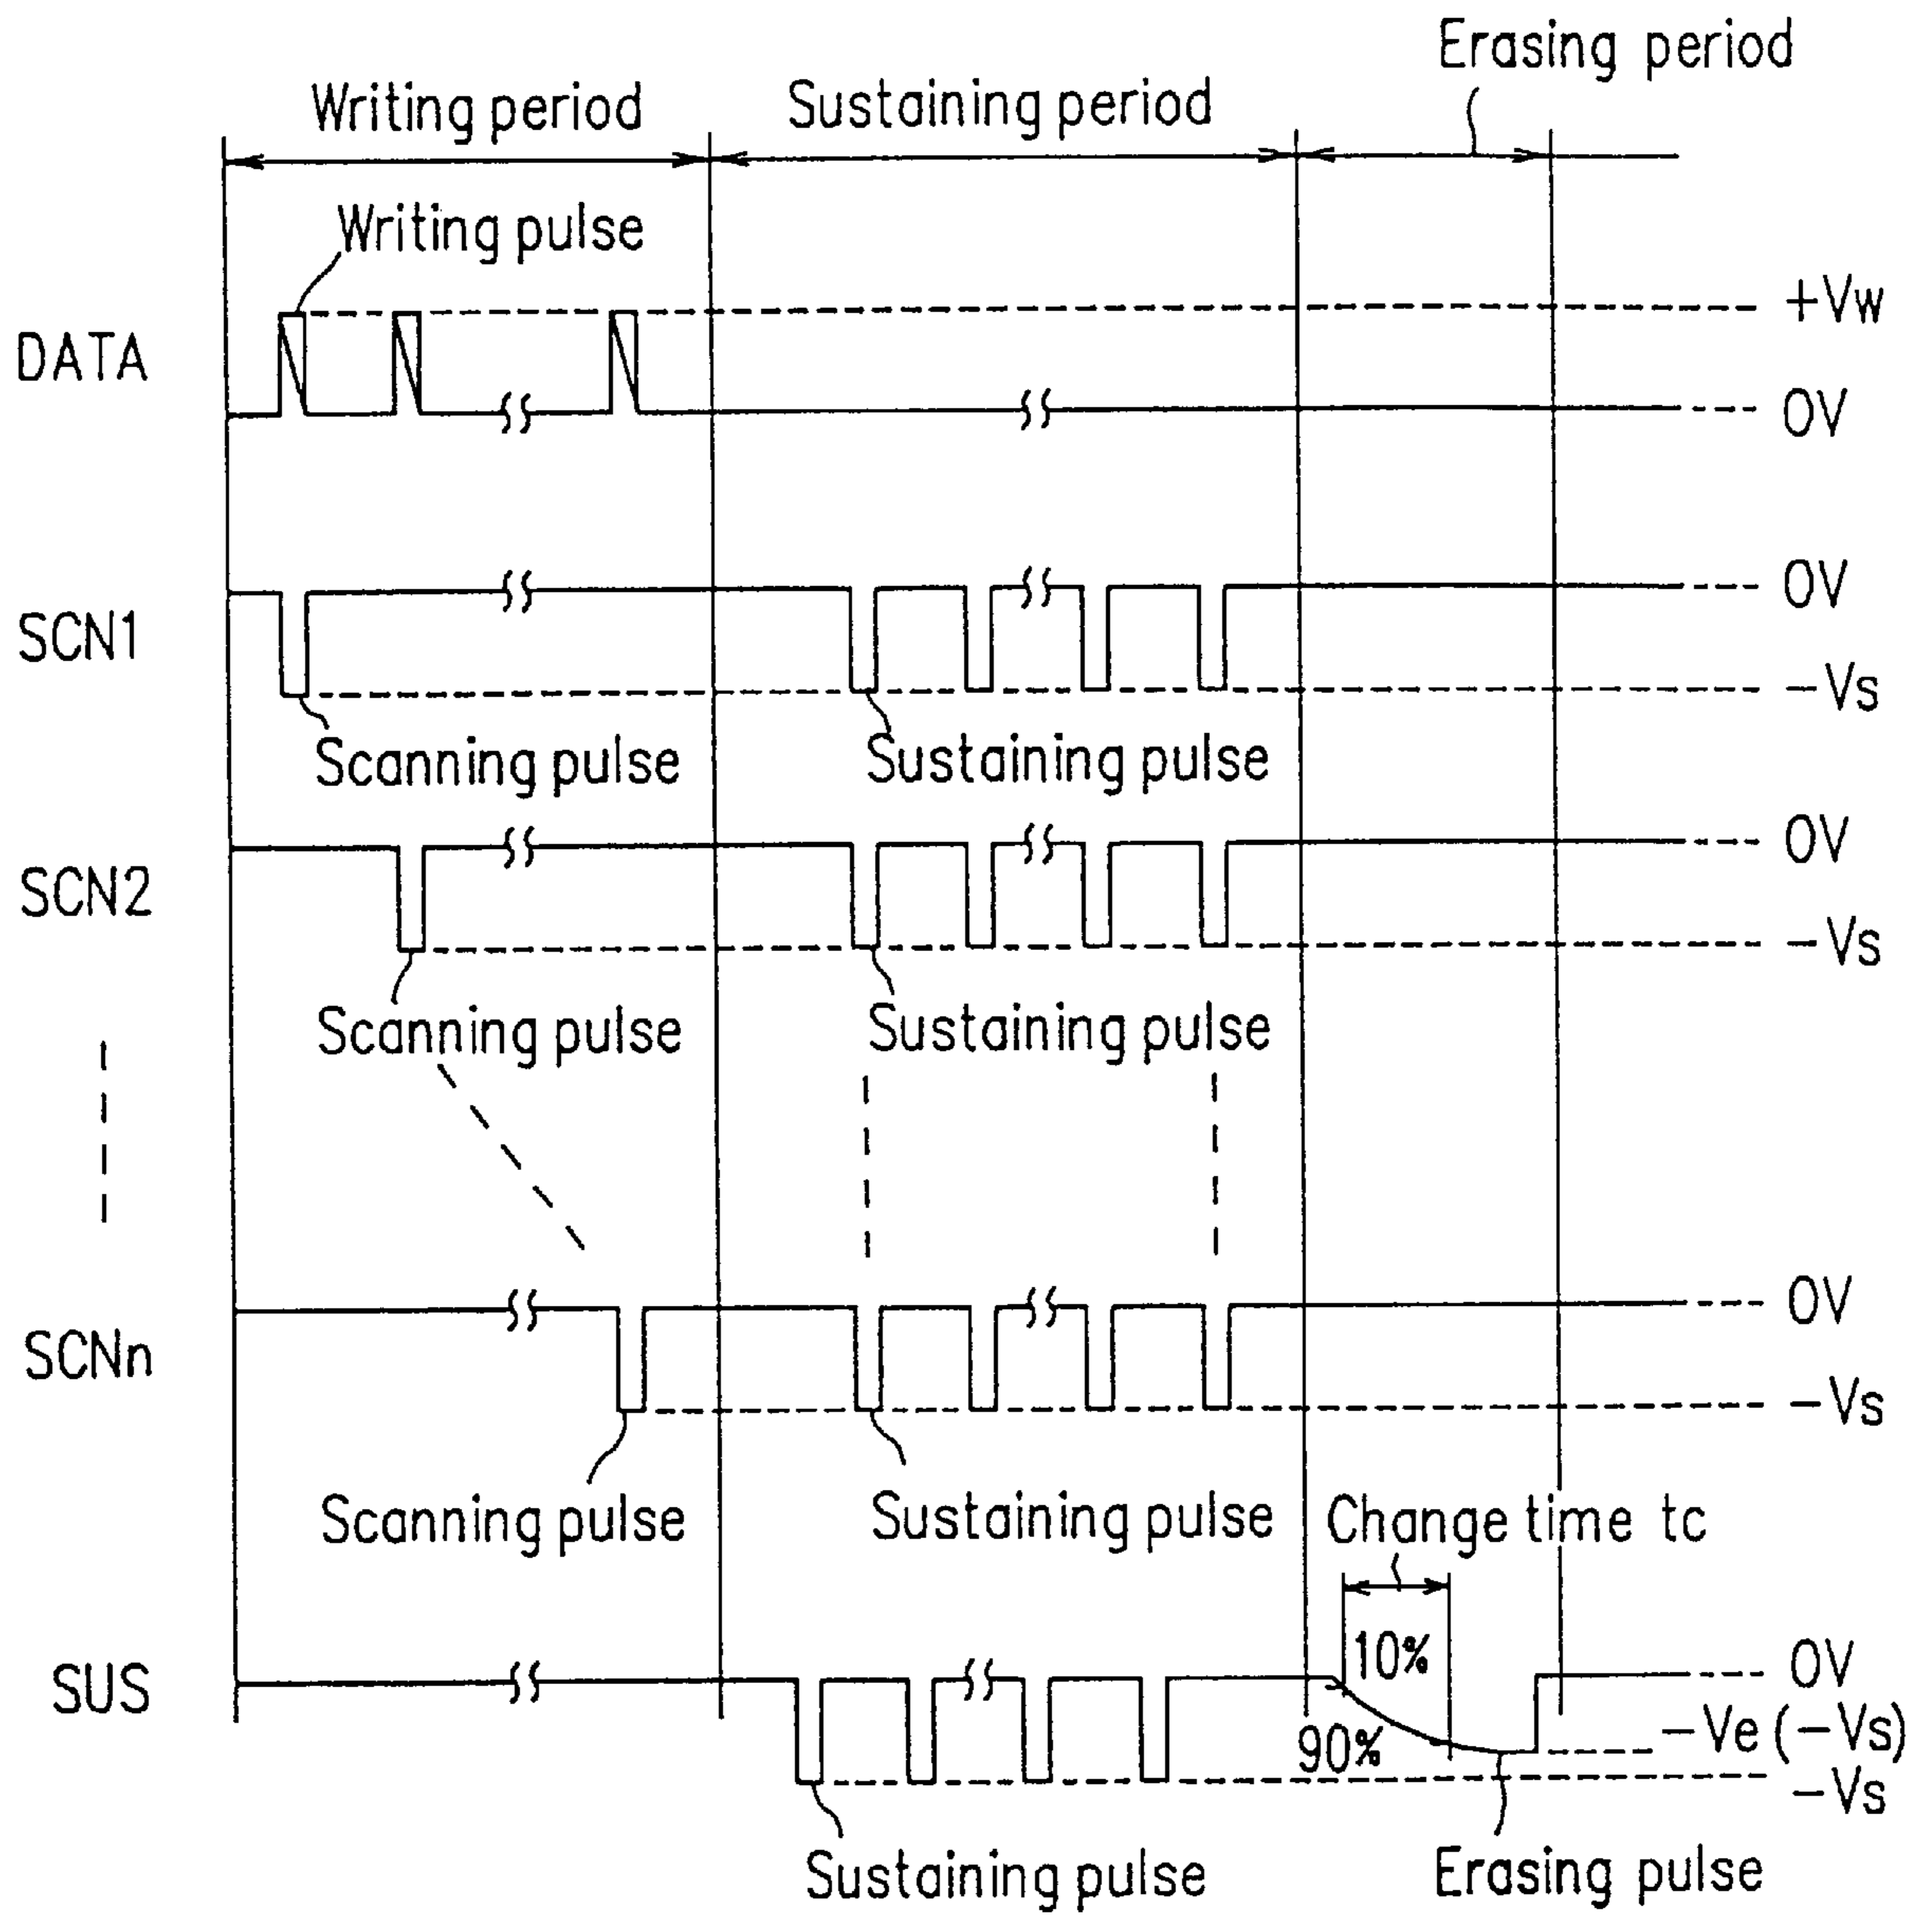 Erasing period
Writing period
Sustaining period
Writing pulse
+Vw
DATA
0V
0V
SCN1
-Vs
Scanning pulse
Sustaining pulse
0V
SCN2
-Vs
Scanning pulse
Sustaining pulse
0V
SCNn
-Vs
Scanning pulse
Sustaining pulse
Change time tc
10%
SUS
0V
90%
-Ve (-Vs)
-Vs
Sustaining pulse
Erasing pulse